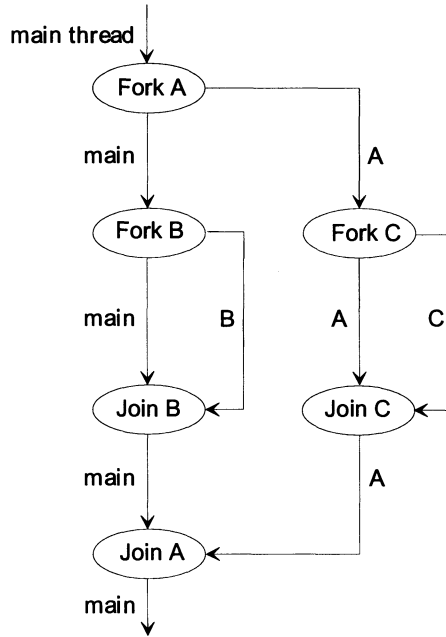 main thread
Fork A
main
A
Fork B
Fork C
main
B
A
C
Join B
Join C
main
A
Join A
main